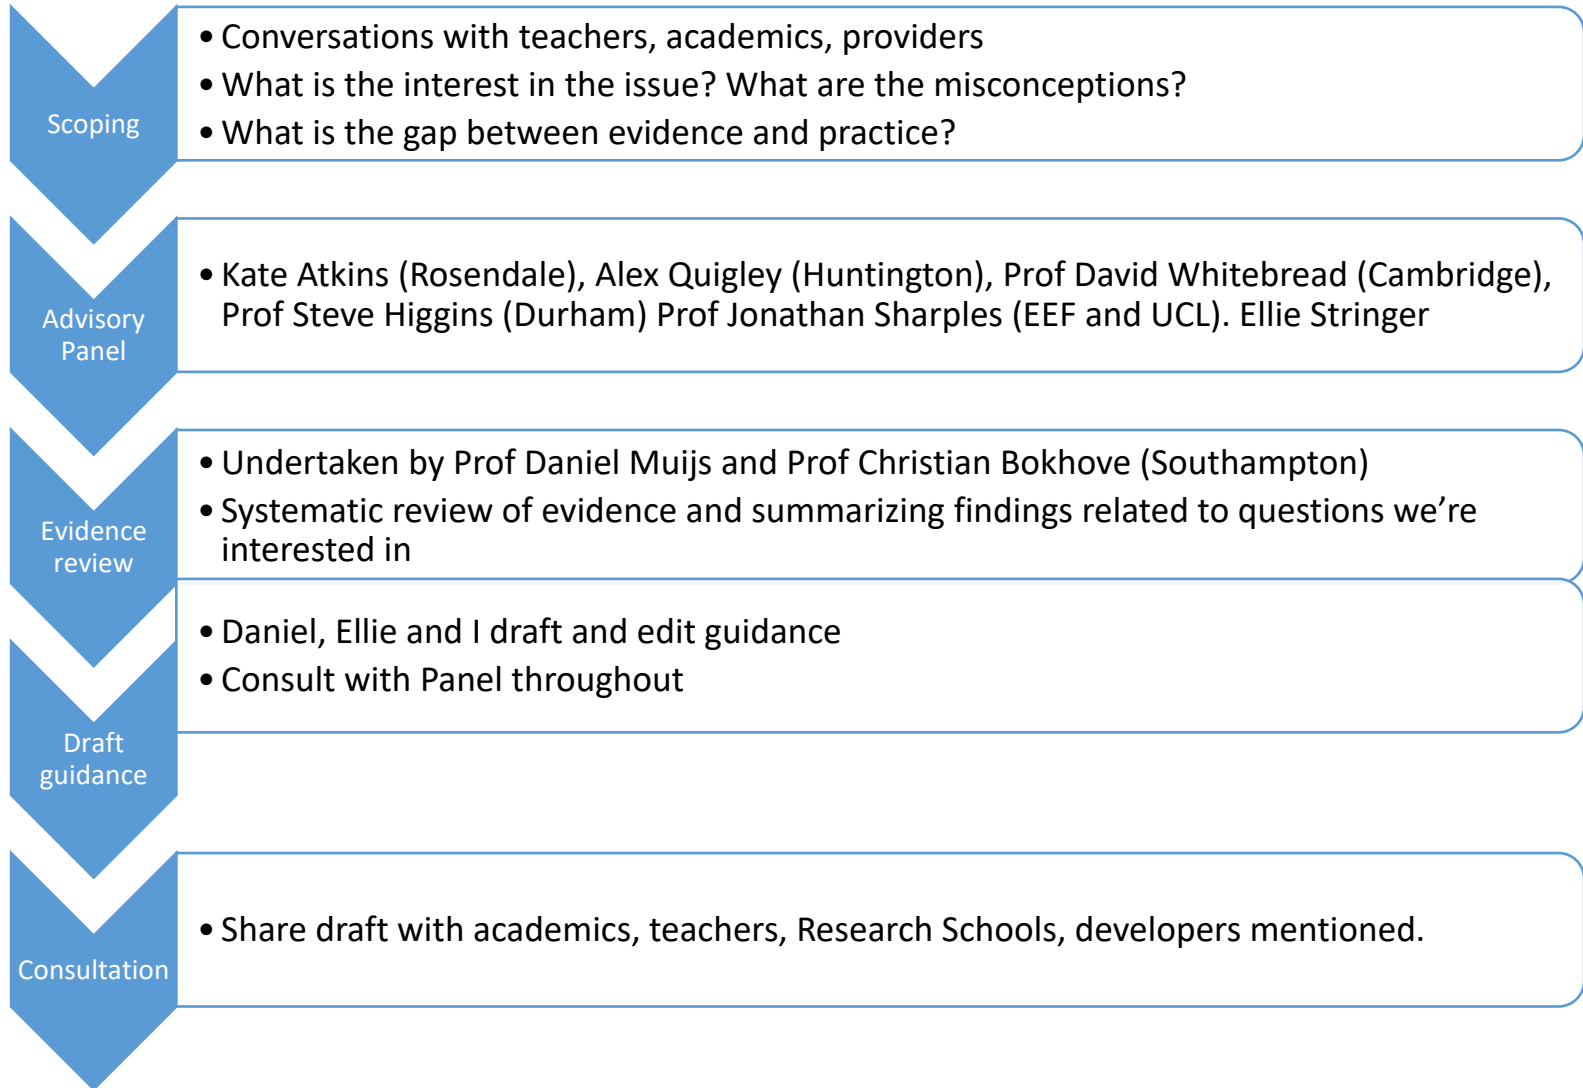 Scoping
• Conversations with teachers, academics, providers
• What is the interest in the issue? What are the misconceptions?
• What is the gap between evidence and practice?
Advisory
Panel
• Kate Atkins (Rosendale), Alex Quigley (Huntington), Prof David Whitebread (Cambridge),
Prof Steve Higgins (Durham) Prof Jonathan Sharples (EEF and UCL). Ellie Stringer
Evidence
review
• Undertaken by Prof Daniel Muijs and Prof Christian Bokhove (Southampton)
• Systematic review of evidence and summarizing findings related to questions we’re
interested in
Draft
guidance
• Daniel, Ellie and I draft and edit guidance
• Consult with Panel throughout
Consultation
• Share draft with academics, teachers, Research Schools, developers mentioned.